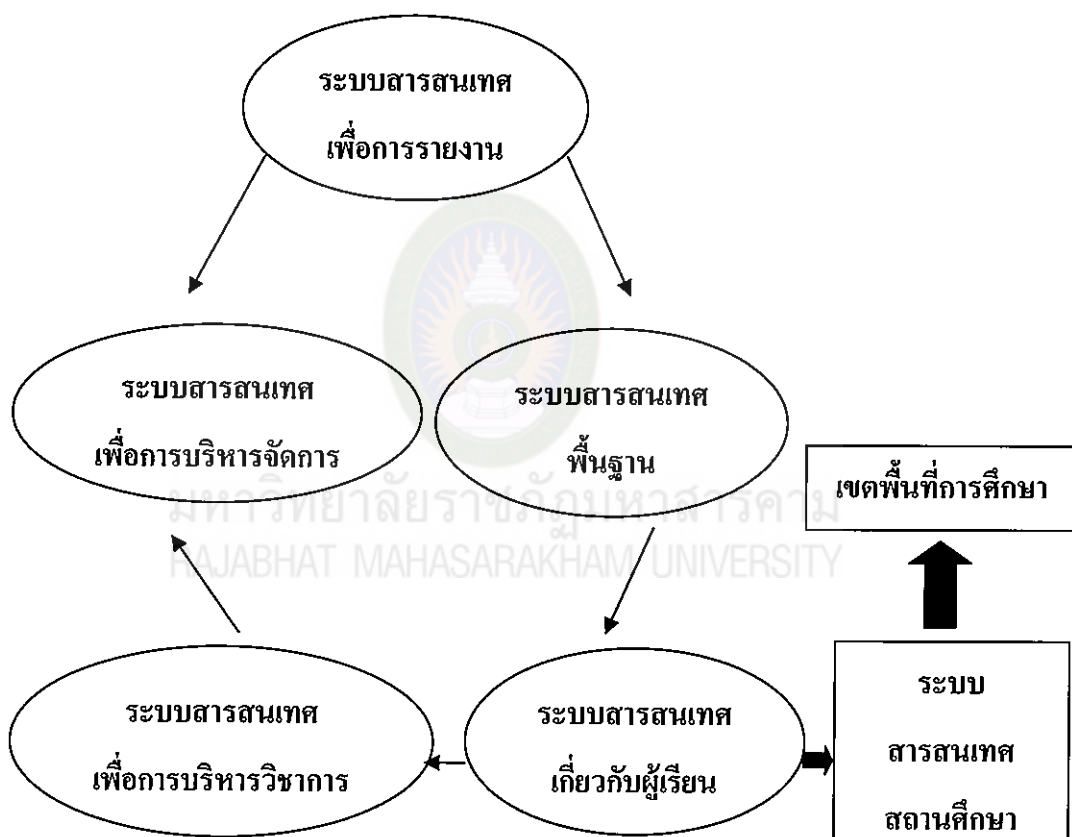 ระบบสารสนเทศ
เพื่อการรายงาน
ระบบสารสนเทศ
เพื่อการบริหารจัดการ
ระบบสารสนเทศ
พื้นฐาน
เขตพื้นที่การศึกษา
มหาวิทยาลัยราชภัฏมหาสารคาม
RAJABHAT MAHASARAKHAM UNIVERSITY
ระบบสารสนเทศ
เพื่อการบริหารวิชาการ
ระบบสารสนเทศ
เกี่ยวกับผู้เรียน
ระบบ
สารสนเทศ
สถานศึกษา